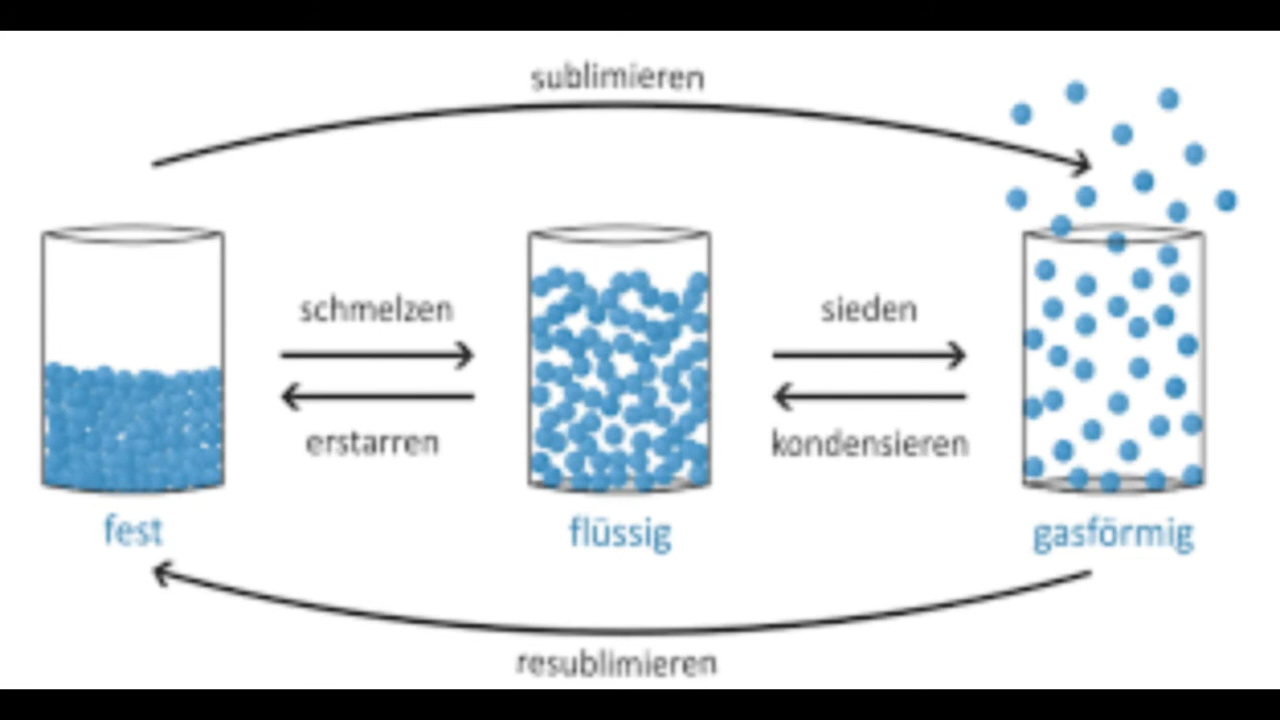 sublimieren
schmelzen
sieden
erstarren
kondensieren
fest
flüssig
gasförmig
resublimieren